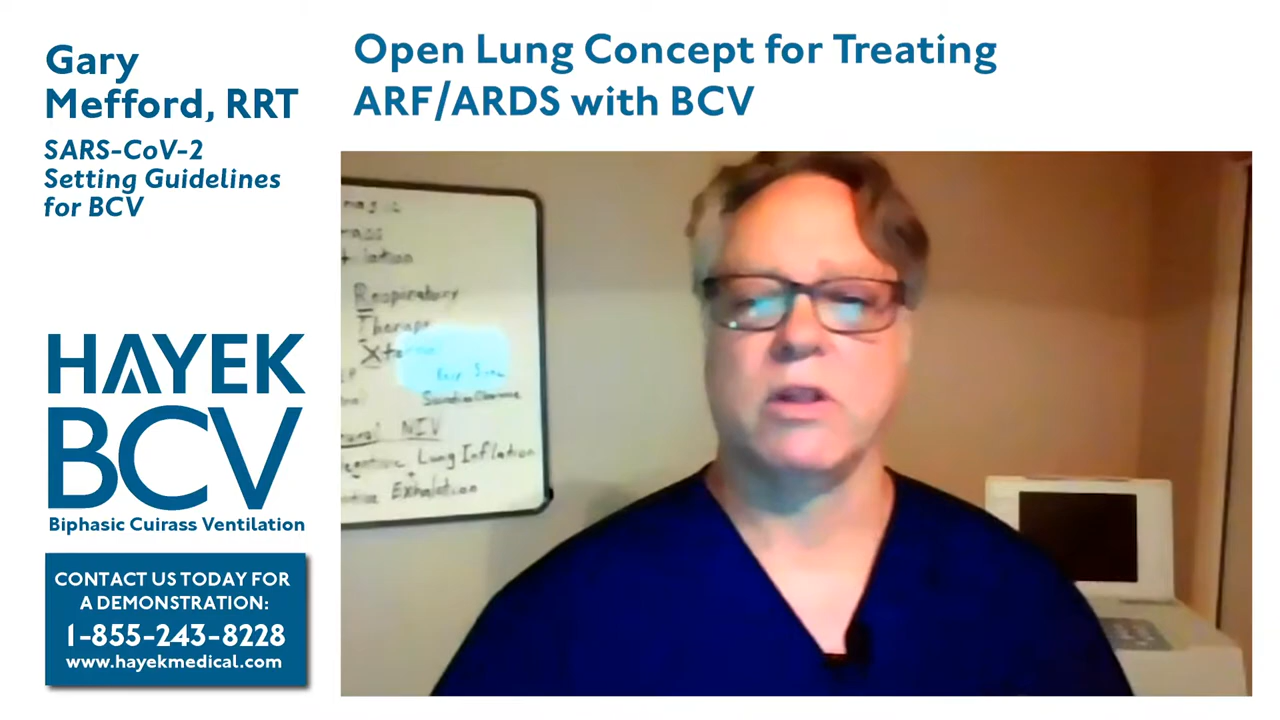 Gary
Mefford, RRT
SARS-CoV-2
Setting Guidelines
for BCV
HAYEK
BCV
Biphasic Cuirass Ventilation
CONTACT US TODAY FOR
A DEMONSTRATION:
1-855-243-8228
www.hayekmedical.com
Open Lung Concept for Treating
ARF/ARDS with BCV
Respiratory
Therapy
NIV
Lung Inflation
Exhalation